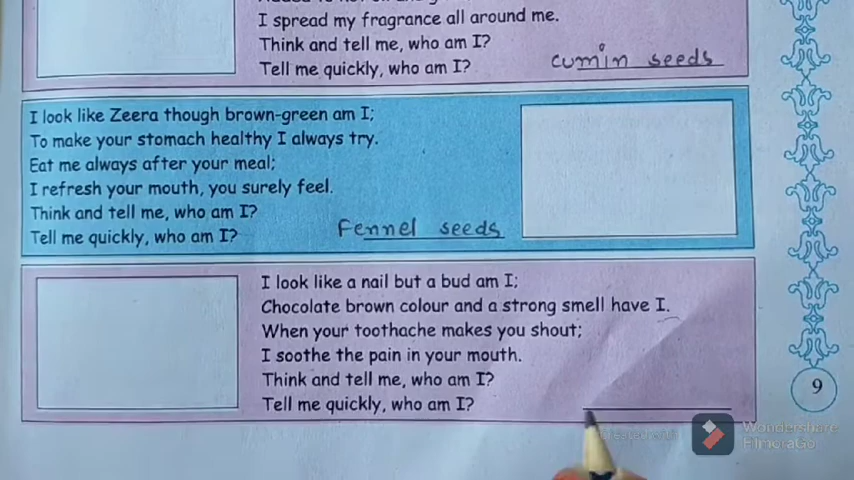 I spread my fragrance all around me.
Think and tell me, who am I?
Tell me quickly, who am I?
cumin seeds
I look like Zeera though brown-green am I;
To make your stomach healthy I always try.
Eat me always after your meal;
I refresh your mouth, you surely feel.
Think and tell me, who am I?
Tell me quickly, who am I?
Fennel seeds
I look like a nail but a bud am I;
Chocolate brown colour and a strong smell have I.
When your toothache makes you shout;
I soothe the pain in your mouth.
Think and tell me, who am I?
Tell me quickly, who am I?
9
Created with
Wondershare
FilmoraGo